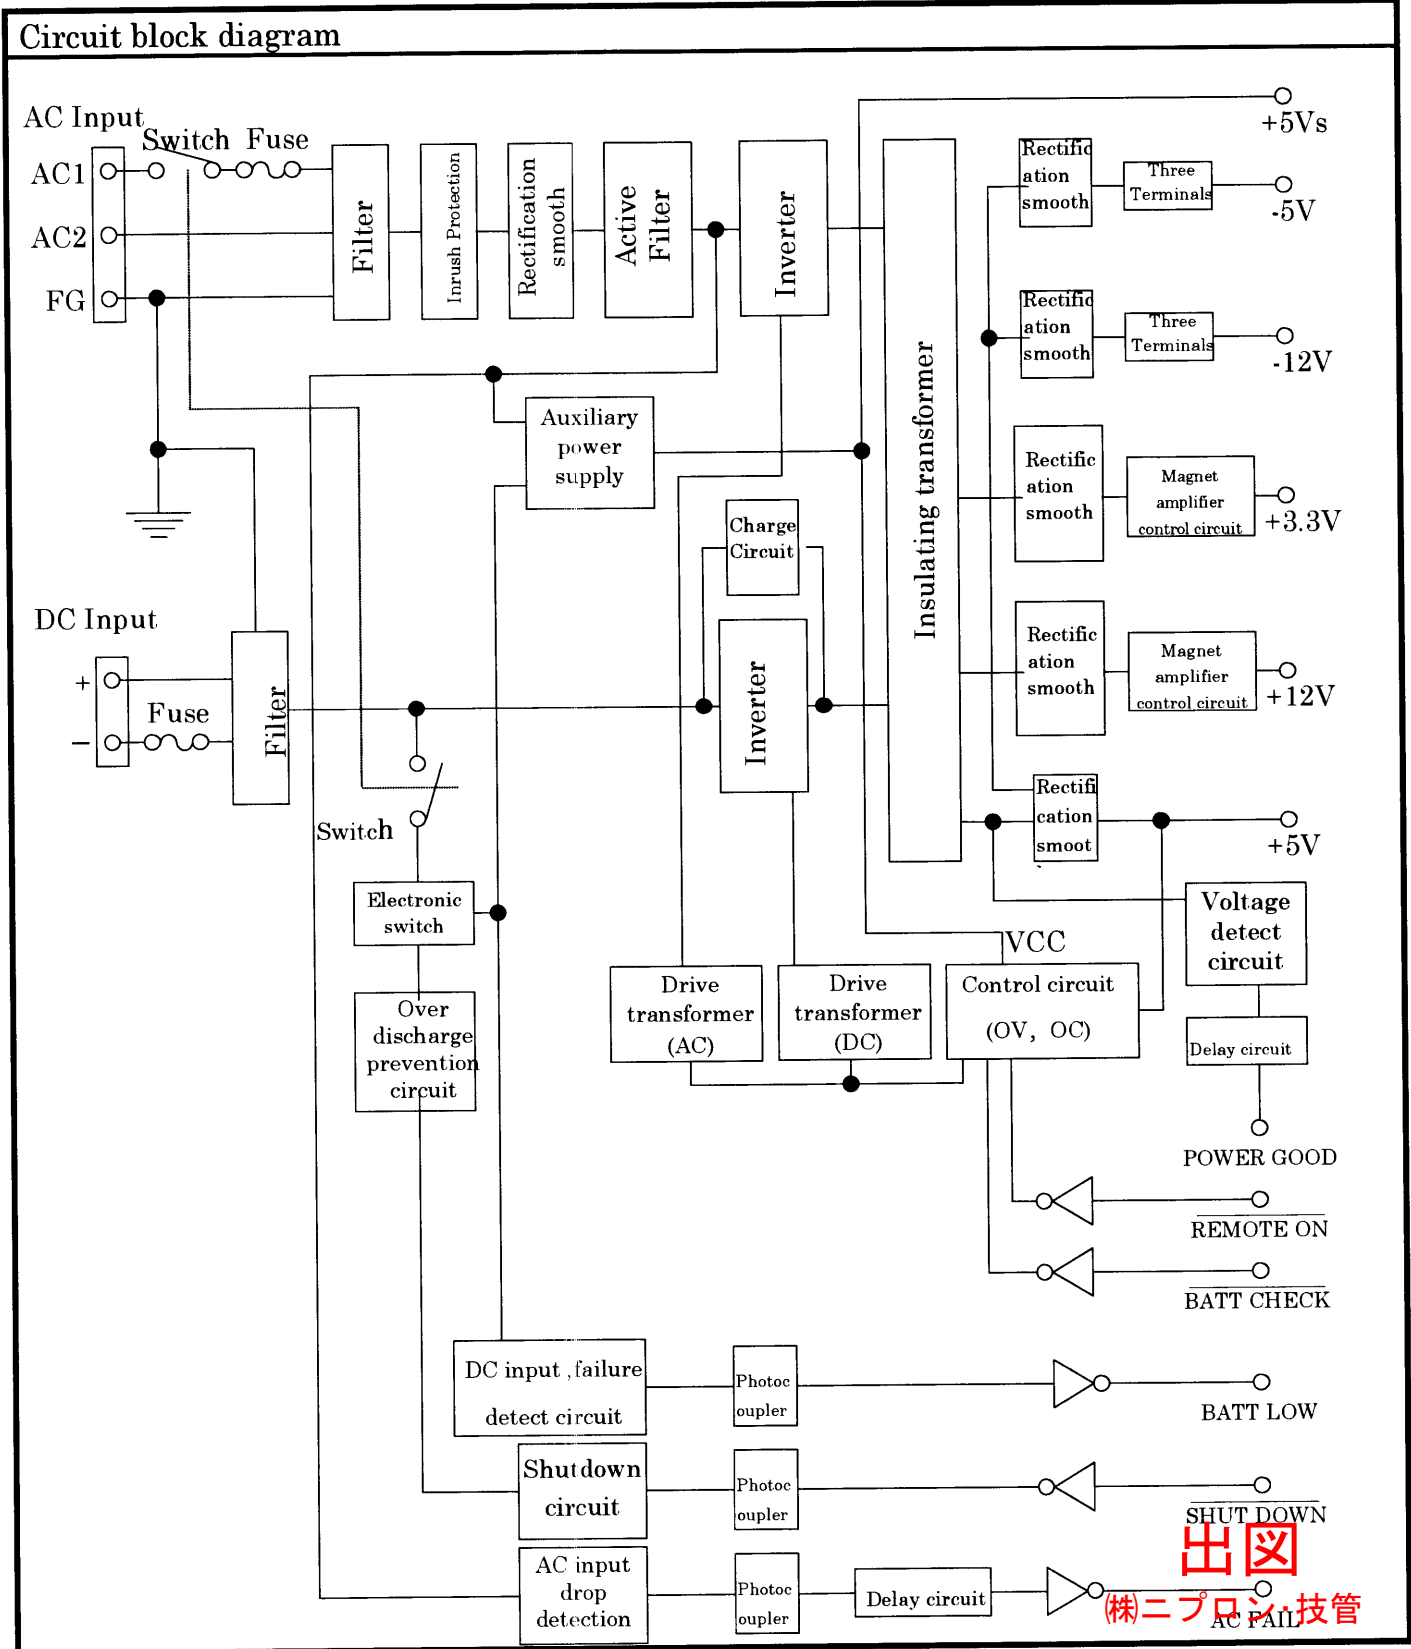 Circuit block diagram
AC Input
Switch Fuse
AC1
AC2
FG
Filter
Inrush Protection
Rectification
smooth
Active
Filter
Inverter
Insulating transformer
+5Vs
Rectific
ation
smooth
Three
Terminals
-5V
Rectific
ation
smooth
Three
Terminals
-12V
Auxiliary
power
supply
Rectific
ation
smooth
Magnet
amplifier
control circuit
+3.3V
Charge
Circuit
DC Input
+
Fuse
−
Filter
Inverter
Rectific
ation
smooth
Magnet
amplifier
control circuit
+12V
Switch
Rectifi
cation
smoot
+5V
Electronic
switch
Voltage
detect
circuit
VCC
Over
discharge
prevention
circuit
Drive
transformer
(AC)
Drive
transformer
(DC)
Control circuit
(OV, OC)
Delay circuit
POWER GOOD
REMOTE ON
BATT CHECK
DC input ,failure
detect circuit
Photoc
oupler
BATT LOW
Shutdown
circuit
Photoc
oupler
SHUT DOWN
出図
AC input
drop
detection
Photoc
oupler
Delay circuit
㈱ニプロン・技管
AC FAIL